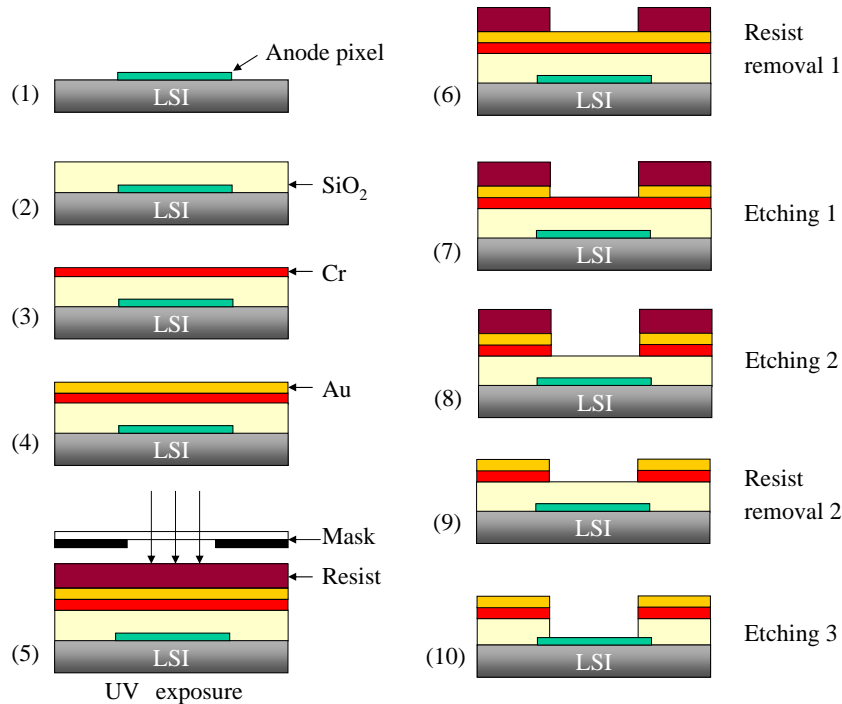 Anode pixel
(1)
LSI
(2)
SiO₂
LSI
(3)
Cr
LSI
(4)
Au
LSI
Mask
Resist
(5)
LSI
UV exposure
(6)
LSI
Resist
removal 1
(7)
LSI
Etching 1
(8)
LSI
Etching 2
(9)
LSI
Resist
removal 2
(10)
LSI
Etching 3